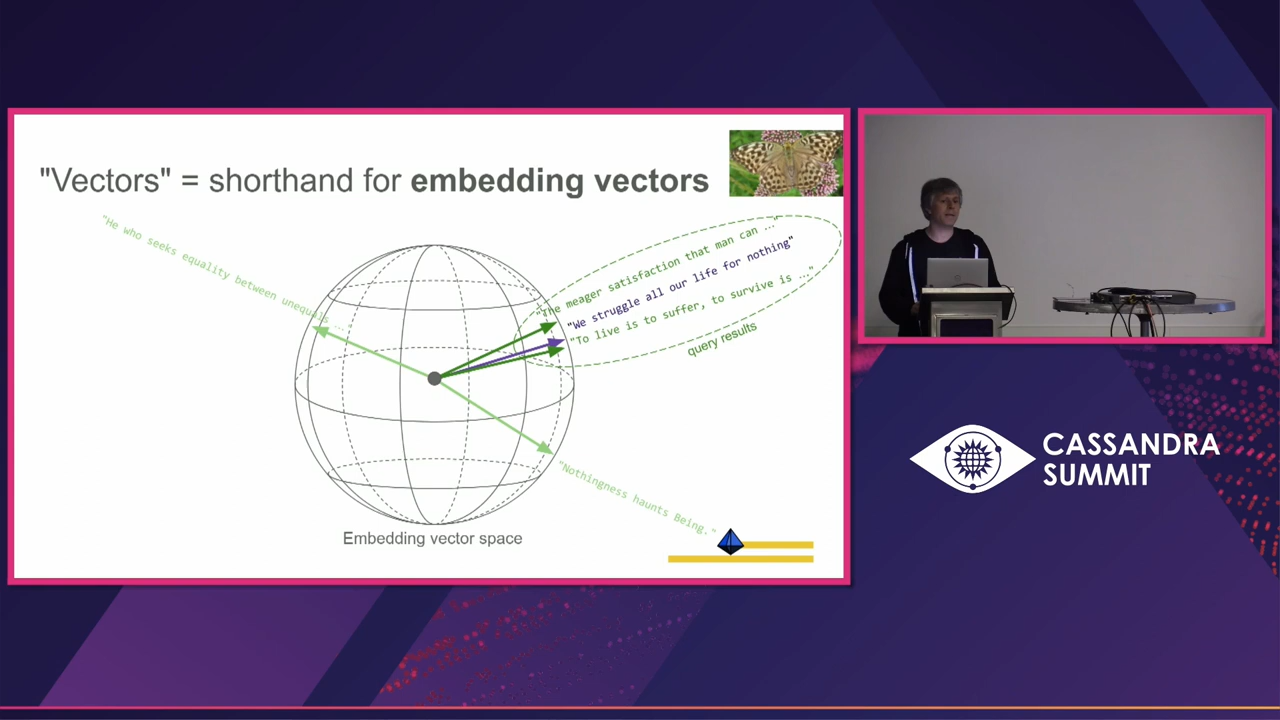 "Vectors" = shorthand for embedding vectors
"He who seeks equality between unequals ..."
"The meager satisfaction that man can ..."
"We struggle all our life for nothing"
"To live is to suffer, to survive is ..."
query results
"Nothingness haunts Being."
Embedding vector space
CASSANDRA
SUMMIT